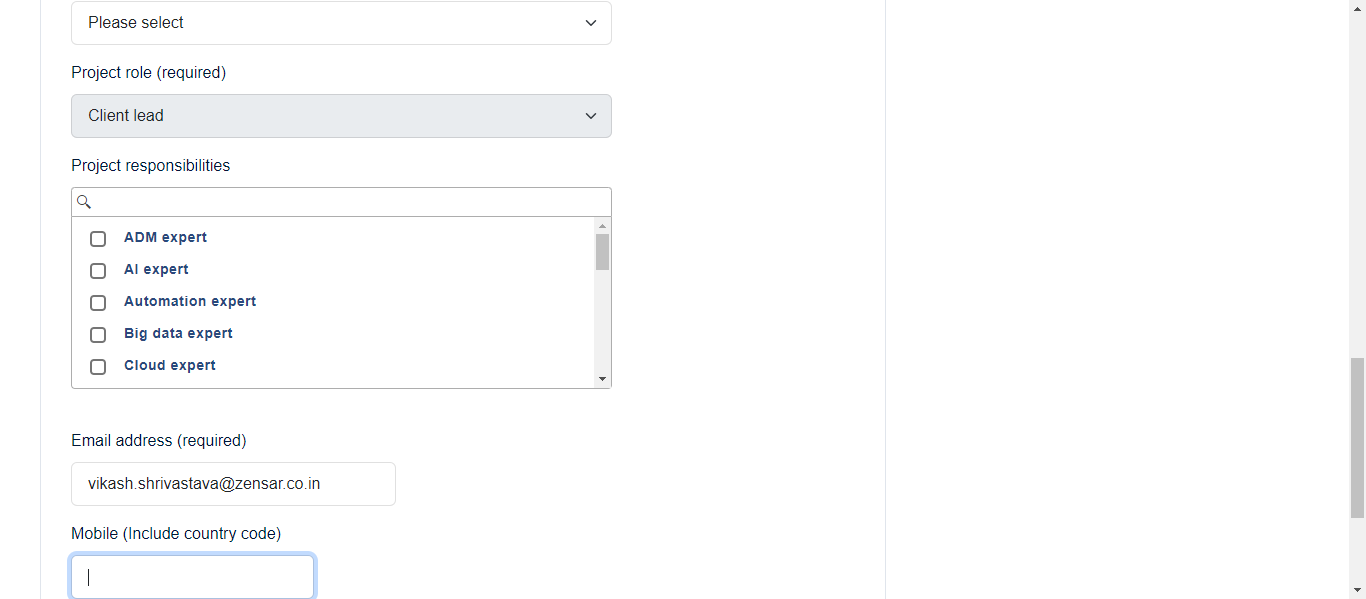 Please select
Project role (required)
Client lead
Project responsibilities
ADM expert
AI expert
Automation expert
Big data expert
Cloud expert
Email address (required)
vikash.shrivastava@zensar.co.in
Mobile (Include country code)